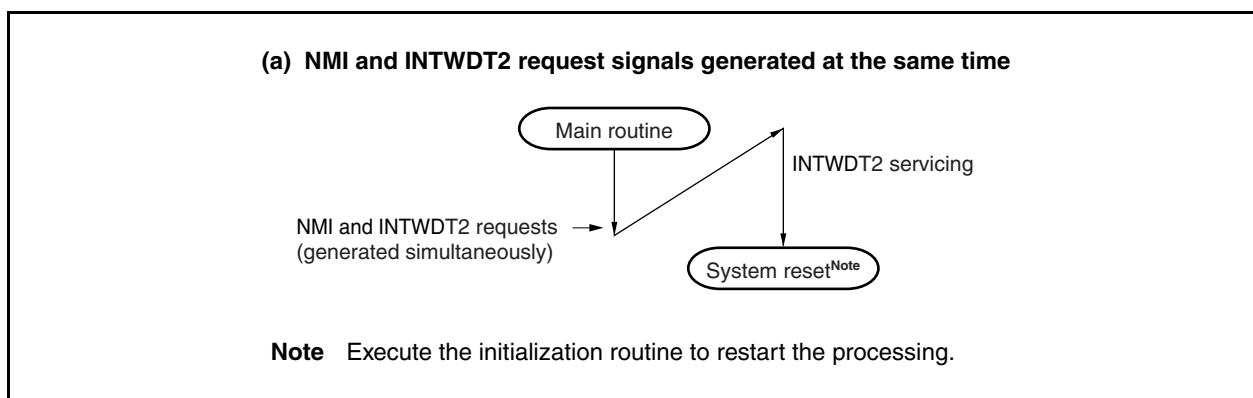 (a) NMI and INTWDT2 request signals generated at the same time
Main routine
INTWDT2 servicing
NMI and INTWDT2 requests
(generated simultaneously)
System resetNote
Note Execute the initialization routine to restart the processing.